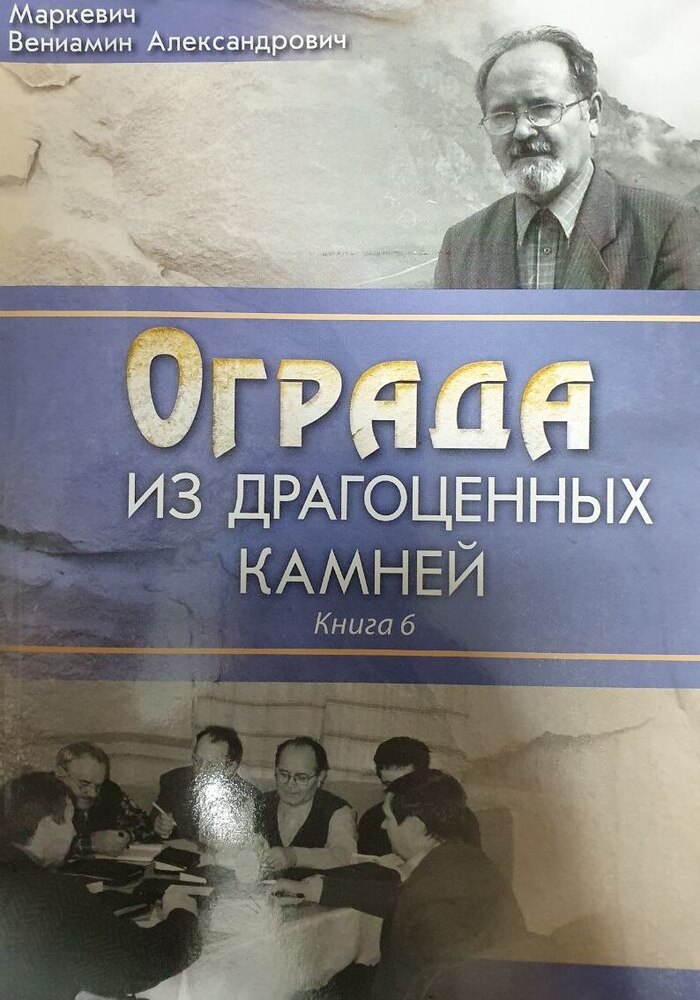 Маркевич
Вениамин Александрович
Ограда
из драгоценных
камней
Книга 6